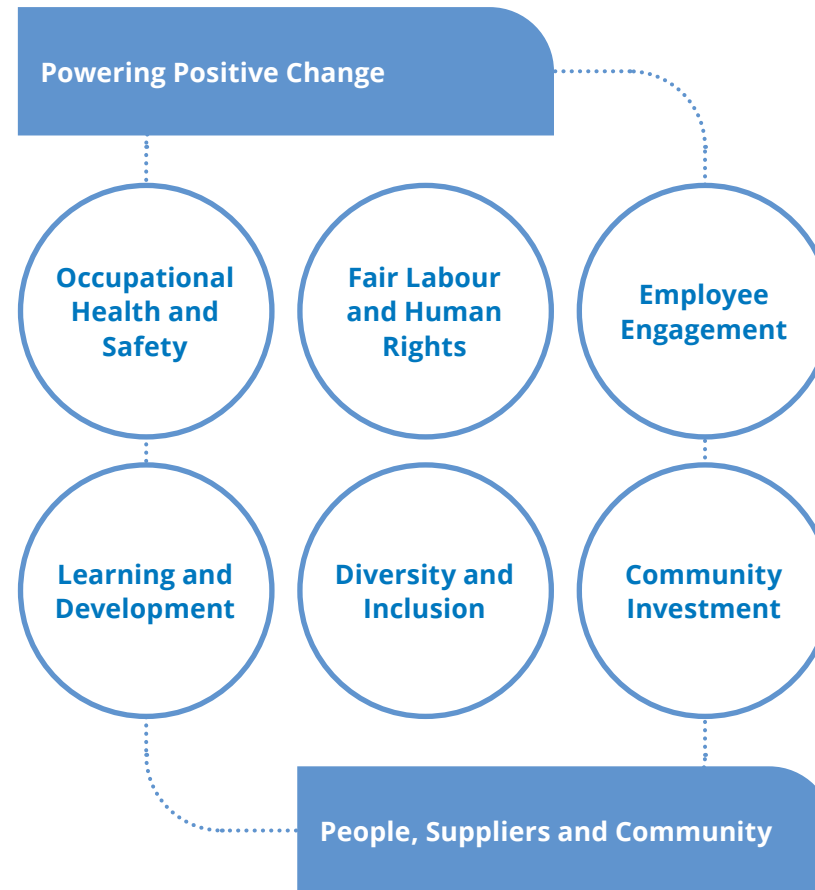 Powering Positive Change
Occupational
Health and
Safety
Fair Labour
and Human
Rights
Employee
Engagement
Learning and
Development
Diversity and
Inclusion
Community
Investment
People, Suppliers and Community